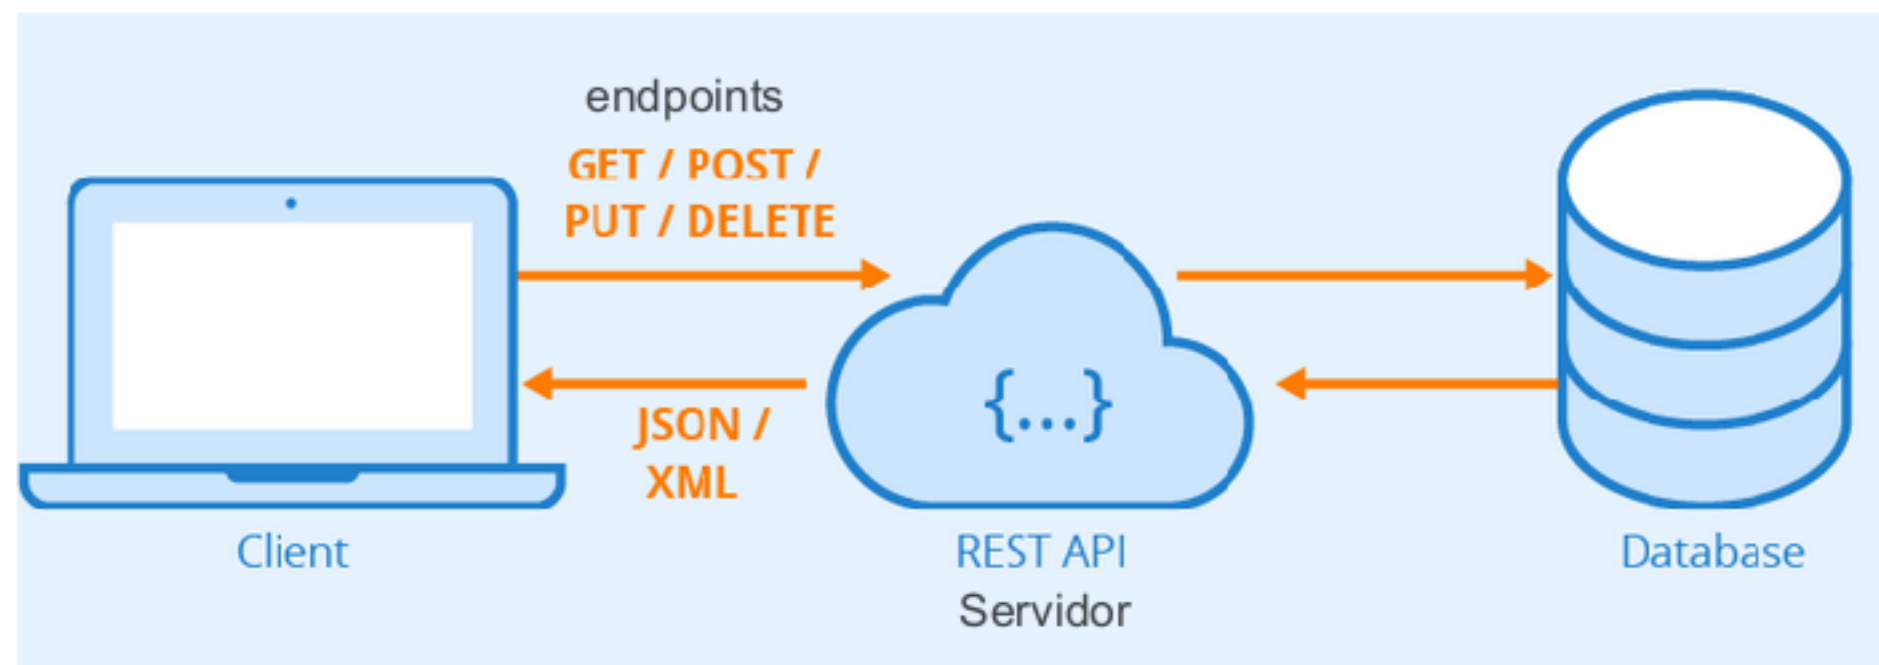 endpoints
GET / POST /
PUT / DELETE
JSON /
XML
{...}
Client
REST API
Servidor
Database